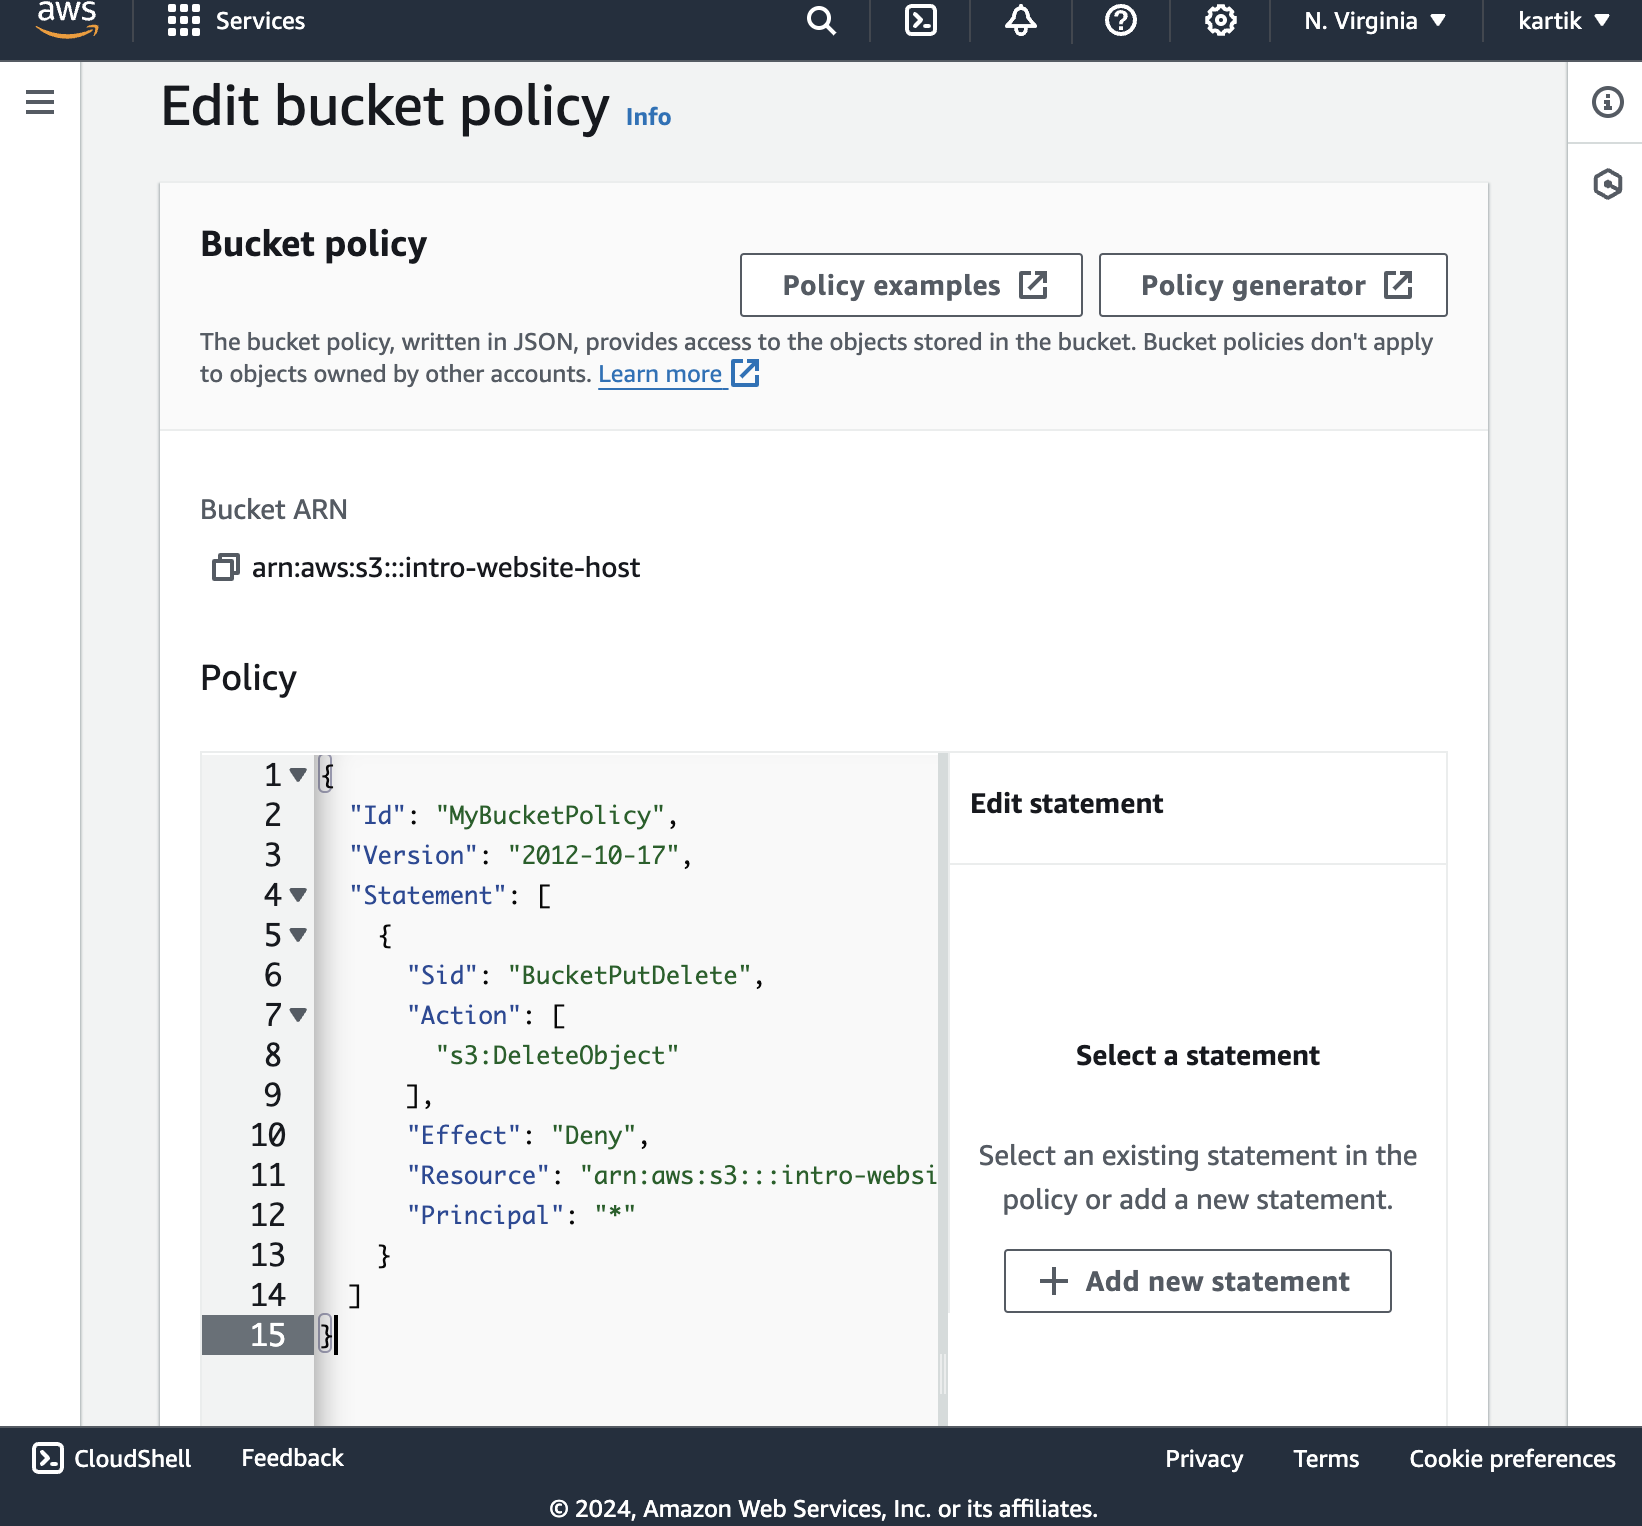 aws Services N. Virginia kartik
Edit bucket policy Info
Bucket policy
Policy examples Policy generator
The bucket policy, written in JSON, provides access to the objects stored in the bucket. Bucket policies don't apply
to objects owned by other accounts. Learn more
Bucket ARN
arn:aws:s3:::intro-website-host
Policy
1 {
2 "Id": "MyBucketPolicy",
3 "Version": "2012-10-17",
4 "Statement": [
5 {
6 "Sid": "BucketPutDelete",
7 "Action": [
8 "s3:DeleteObject"
9 ],
10 "Effect": "Deny",
11 "Resource": "arn:aws:s3:::intro-websi
12 "Principal": "*"
13 }
14 ]
15 }
Edit statement
Select a statement
Select an existing statement in the
policy or add a new statement.
+ Add new statement
CloudShell Feedback Privacy Terms Cookie preferences
© 2024, Amazon Web Services, Inc. or its affiliates.